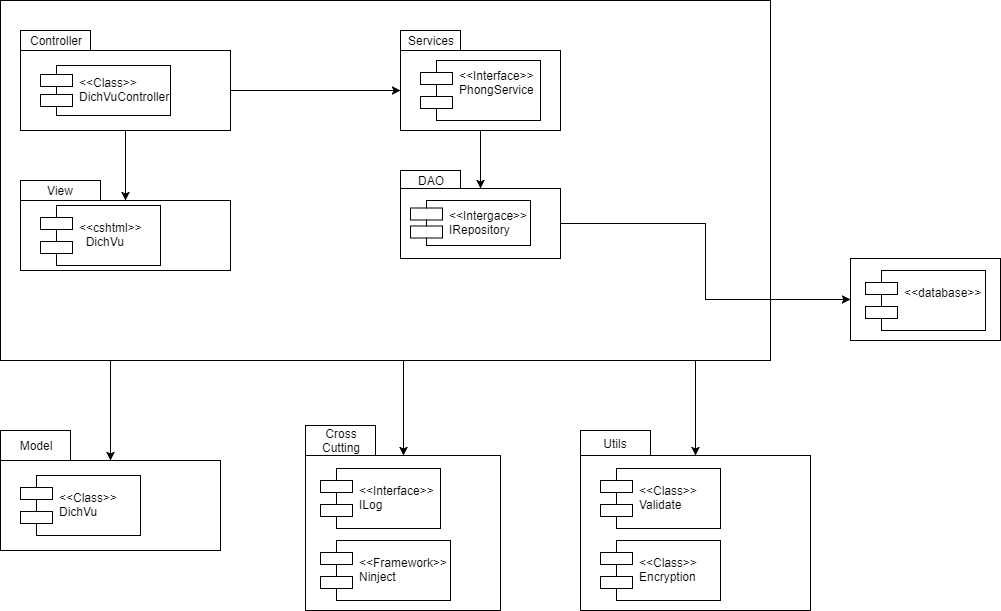 Controller
<<Class>>
DichVuController
Services
<<Interface>>
PhongService
View
<<cshtml>>
DichVu
DAO
<<Intergace>>
IRepository
<<database>>
Model
<<Class>>
DichVu
Cross
Cutting
<<Interface>>
ILog
<<Framework>>
Ninject
Utils
<<Class>>
Validate
<<Class>>
Encryption